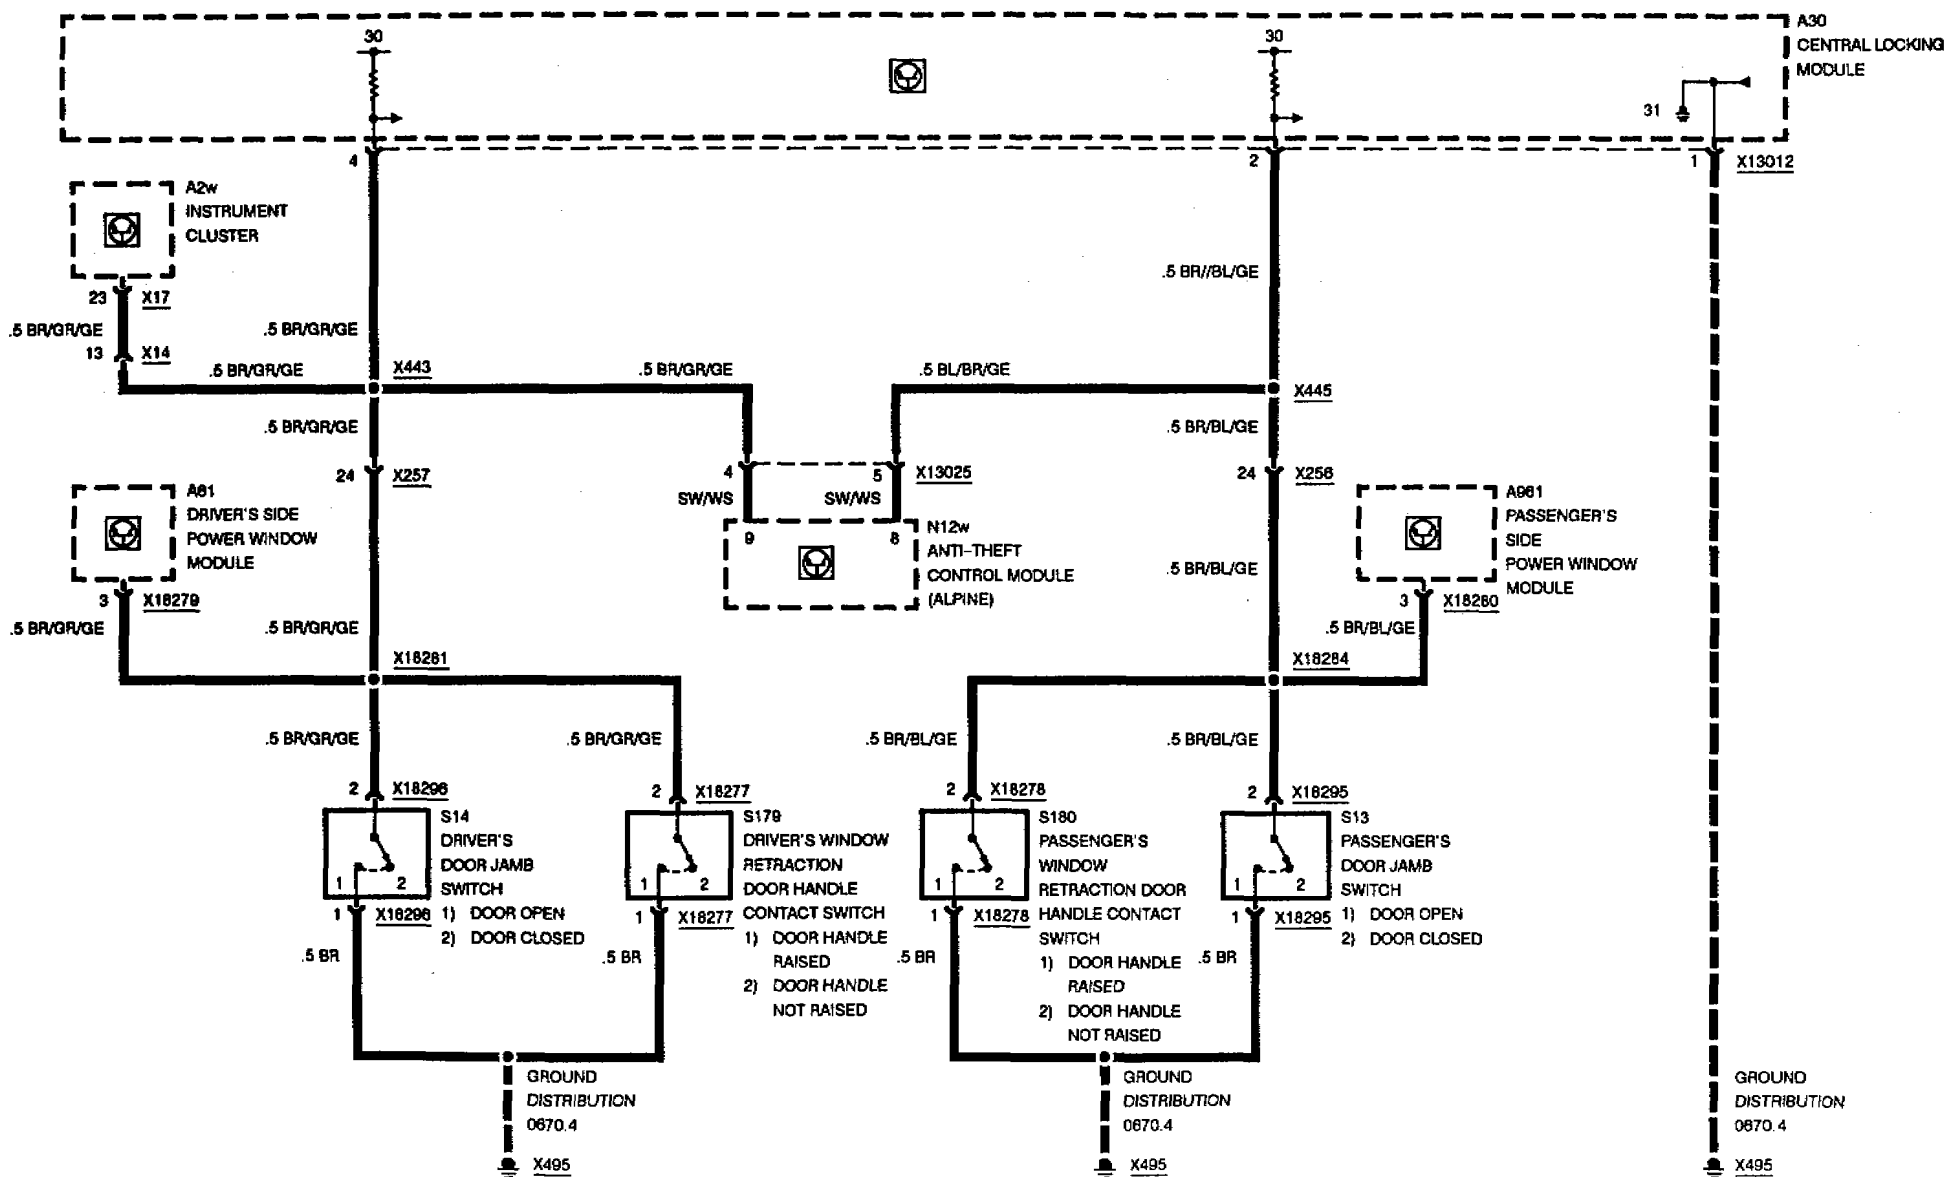 A30
CENTRAL LOCKING
MODULE
30
30
31
4
2
1
X13012
A2w
INSTRUMENT
CLUSTER
23
X17
.5 BR/GR/GE
13
X14
.5 BR/GR/GE
.5 BR//BL/GE
.5 BR/GR/GE
X443
.5 BR/GR/GE
.5 BL/BR/GE
X445
.5 BR/GR/GE
.5 BR/BL/GE
24
X257
4
5
X13025
24
X256
SW/WS
SW/WS
A61
DRIVER'S SIDE
POWER WINDOW
MODULE
9
8
N12w
ANTI-THEFT
CONTROL MODULE
(ALPINE)
A961
PASSENGER'S
SIDE
POWER WINDOW
MODULE
.5 BR/BL/GE
3
X18279
3
X18280
.5 BR/GR/GE
.5 BR/GR/GE
.5 BR/BL/GE
X18281
X18284
.5 BR/GR/GE
.5 BR/GR/GE
.5 BR/BL/GE
.5 BR/BL/GE
2
X18296
2
X18277
2
X18278
2
X18295
1
2
S14
DRIVER'S
DOOR JAMB
SWITCH
1) DOOR OPEN
2) DOOR CLOSED
1
2
S179
DRIVER'S WINDOW
RETRACTION
DOOR HANDLE
CONTACT SWITCH
1) DOOR HANDLE
RAISED
2) DOOR HANDLE
NOT RAISED
1
2
S180
PASSENGER'S
WINDOW
RETRACTION DOOR
HANDLE CONTACT
SWITCH
1) DOOR HANDLE
RAISED
2) DOOR HANDLE
NOT RAISED
1
2
S13
PASSENGER'S
DOOR JAMB
SWITCH
1) DOOR OPEN
2) DOOR CLOSED
1
X18296
1
X18277
1
X18278
1
X18295
.5 BR
.5 BR
.5 BR
.5 BR
GROUND
DISTRIBUTION
0670.4
X495
GROUND
DISTRIBUTION
0670.4
X495
GROUND
DISTRIBUTION
0670.4
X495